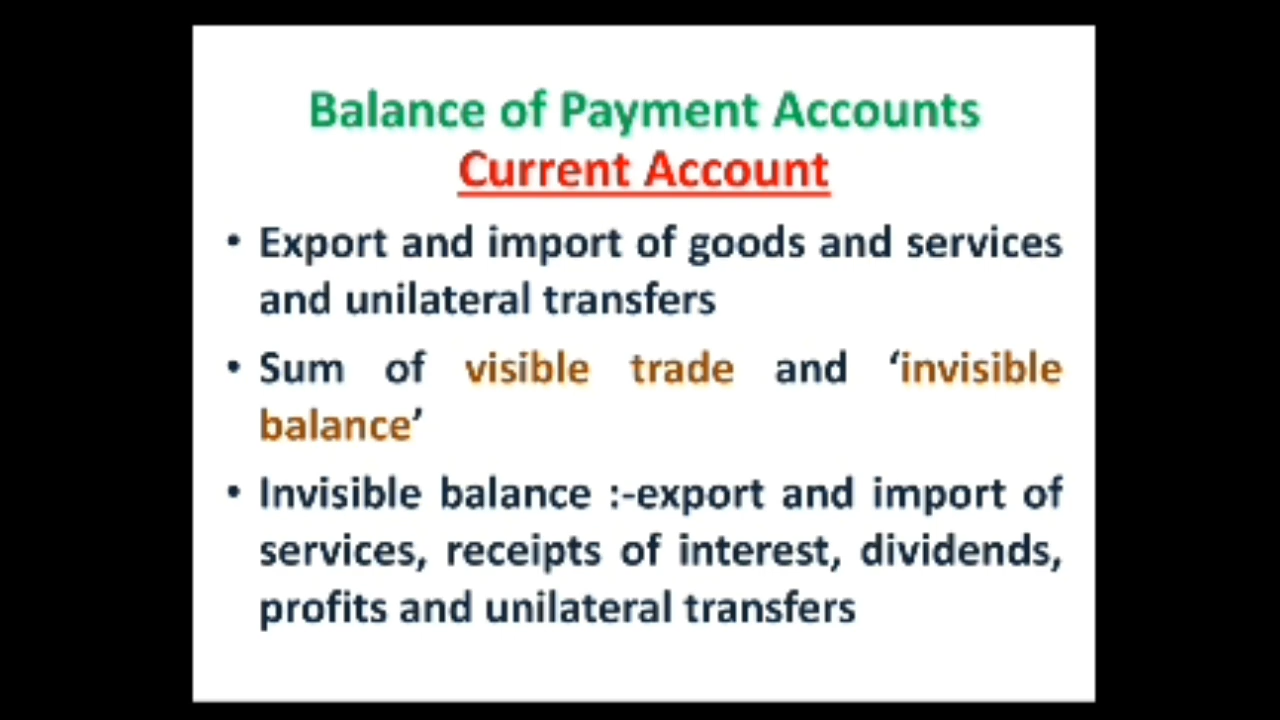 Balance of Payment Accounts
Current Account
• Export and import of goods and services
and unilateral transfers
• Sum of visible trade and ‘invisible
balance’
• Invisible balance :-export and import of
services, receipts of interest, dividends,
profits and unilateral transfers